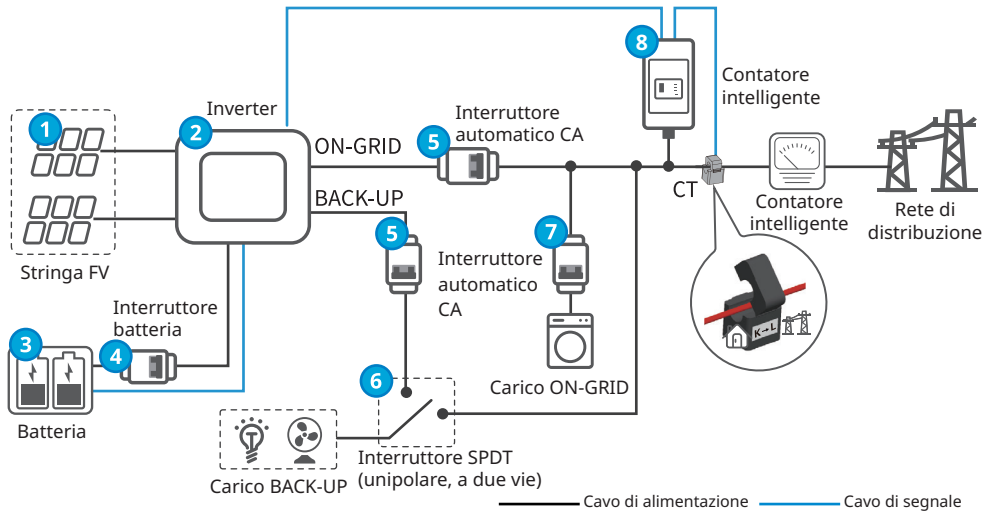 1
2
Inverter
ON-GRID
BACK-UP
5
Interruttore
automatico CA
8
Contatore
intelligente
CT
Contatore
intelligente
Rete di
distribuzione
Stringa FV
5
Interruttore
automatico
CA
7
Carico ON-GRID
K→L
Interruttore
batteria
3
4
Batteria
6
Interruttore SPDT
(unipolare, a due vie)
Carico BACK-UP
Cavo di alimentazione
Cavo di segnale